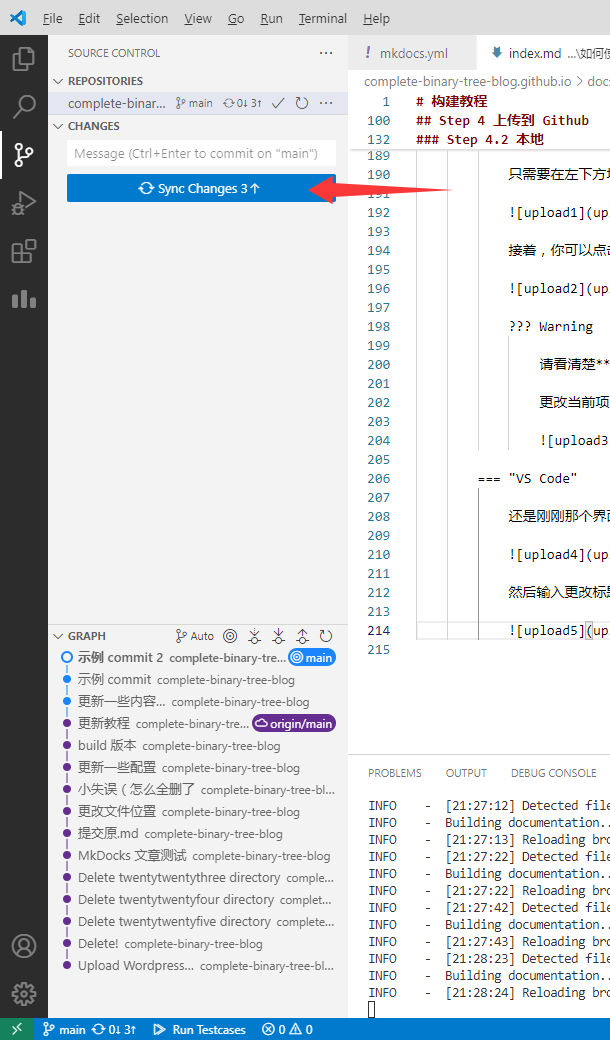 File Edit Selection View Go Run Terminal Help
SOURCE CONTROL ···
REPOSITORIES
complete-binar... main 0↓ 3↑ ···
CHANGES
Message (Ctrl+Enter to commit on "main")
Sync Changes 3↑
GRAPH Auto
示例 commit 2 complete-binary-tre... main
示例 commit complete-binary-tree-blog
更新一些内容... complete-binary-tree-blog
更新教程 complete-binary-tre... origin/main
build 版本 complete-binary-tree-blog
更新一些配置 complete-binary-tree-blog
小失误（怎么全删了 complete-binary-tree-bl...
更改文件位置 complete-binary-tree-blog
提交原.md complete-binary-tree-blog
MkDocks 文章测试 complete-binary-tree-blog
Delete twentytwentythree directory comple...
Delete twentytwentyfour directory complet...
Delete twentytwentyfive directory complete...
Delete! complete-binary-tree-blog
Upload Wordpress... complete-binary-tree-bl...
! mkdocs.yml index.md ...\如何使
complete-binary-tree-blog.github.io > docs
1 # 构建教程
100 ## Step 4 上传到 Github
132 ### Step 4.2 本地
189
190 只需要在左下方
191
192 ![upload1](up
193
194 接着，你可以点
195
196 ![upload2](up
197
198 ??? Warning
199
200 请看清楚**
201
202 更改当前项
203
204 ![upload3
205
206 === "VS Code"
207
208 还是刚刚那个界
209
210 ![upload4](up
211
212 然后输入更改标
213
214 ![upload5](up
215
PROBLEMS OUTPUT DEBUG CONSOLE
INFO - [21:27:12] Detected file
INFO - Building documentation..
INFO - [21:27:13] Reloading bro
INFO - [21:27:22] Detected file
INFO - Building documentation..
INFO - [21:27:22] Reloading bro
INFO - [21:27:42] Detected file
INFO - Building documentation..
INFO - [21:27:43] Reloading bro
INFO - [21:28:23] Detected file
INFO - Building documentation..
INFO - [21:28:24] Reloading bro
main 0↓ 3↑ Run Testcases 0 0